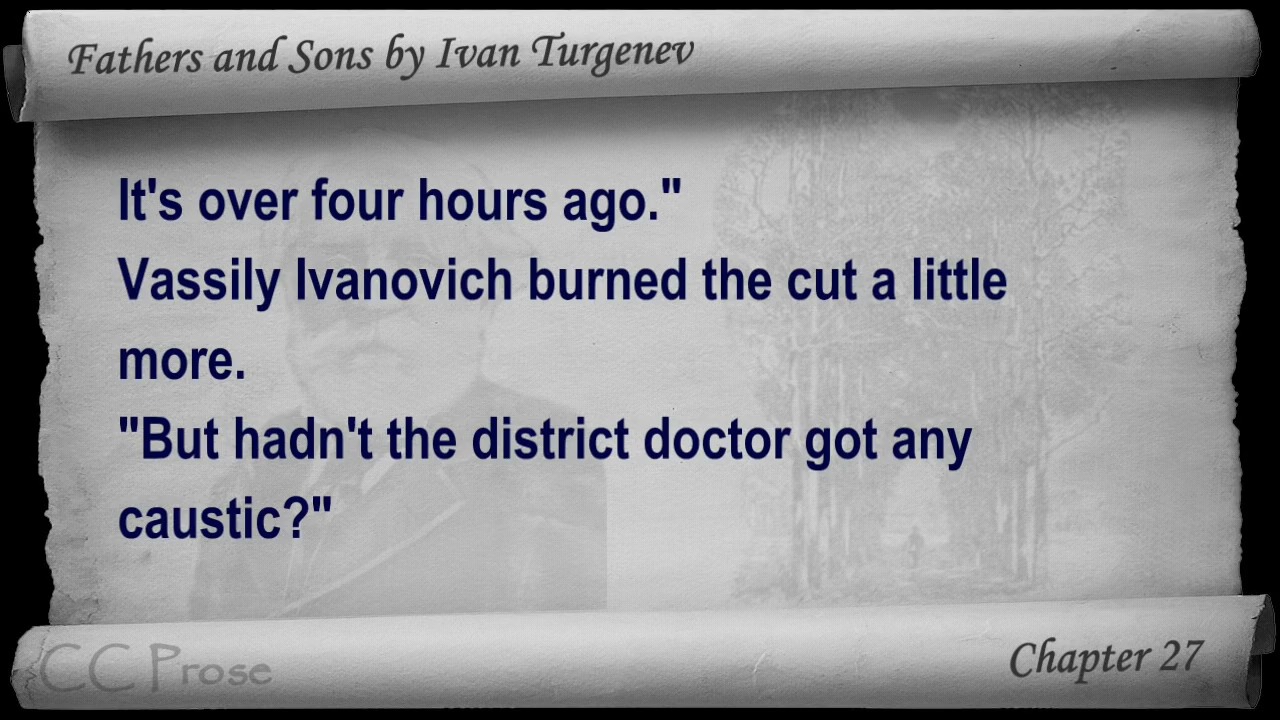 Fathers and Sons by Ivan Turgenev
It's over four hours ago."
Vassily Ivanovich burned the cut a little
more.
"But hadn't the district doctor got any
caustic?"
CC Prose
Chapter 27